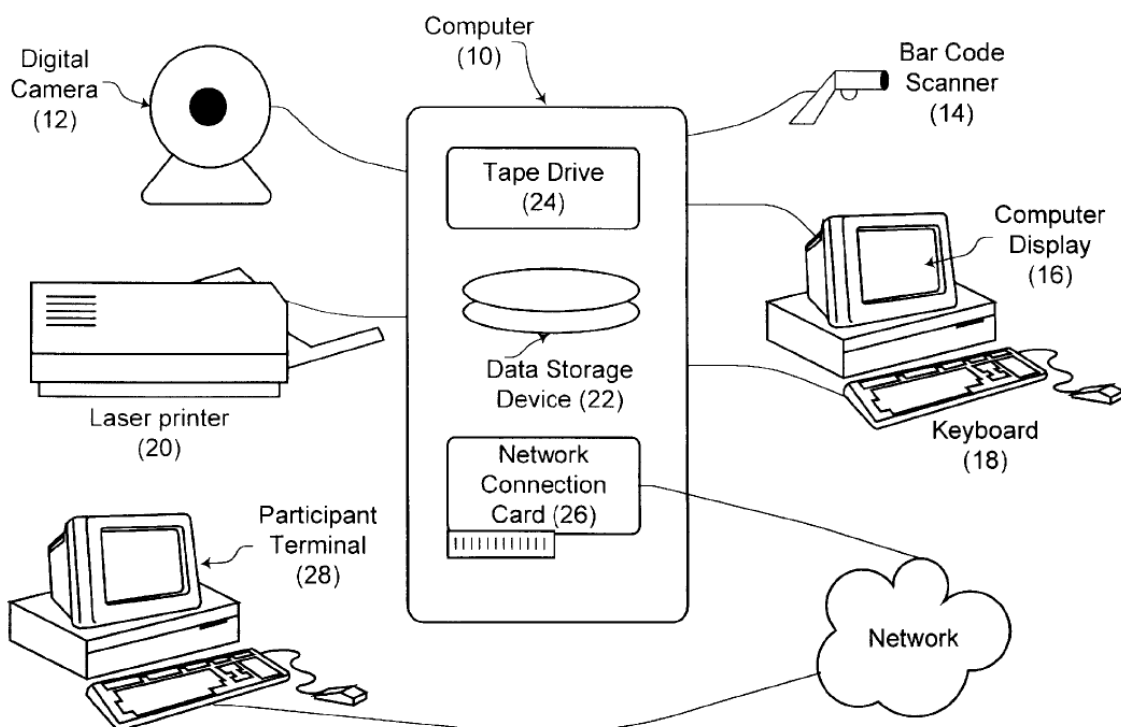 Computer
(10)
Digital
Camera
(12)
Bar Code
Scanner
(14)
Tape Drive
(24)
Computer
Display
(16)
Data Storage
Device (22)
Laser printer
(20)
Keyboard
(18)
Network
Connection
Card (26)
Participant
Terminal
(28)
Network